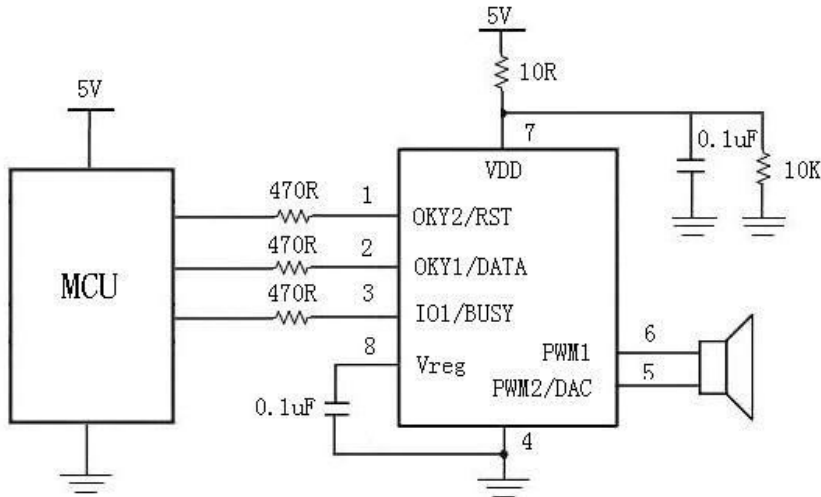 5V
10R
5V
7
0.1uF
10K
VDD
470R
1
OKY2/RST
470R
2
OKY1/DATA
MCU
470R
3
IO1/BUSY
8
Vreg
PWM1
6
PWM2/DAC
5
0.1uF
4